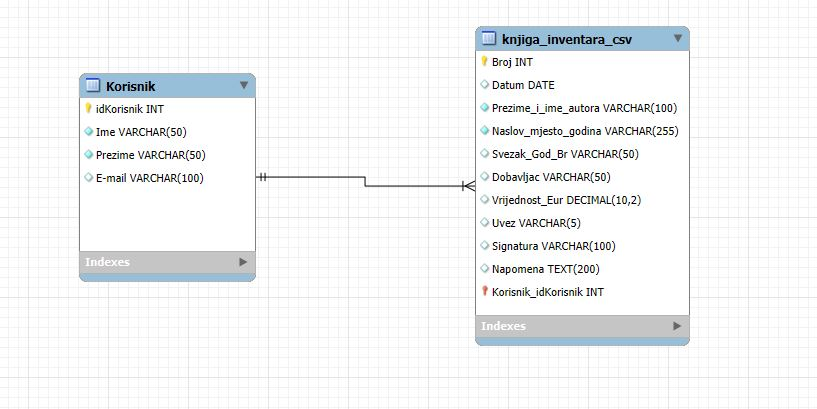 Korisnik
idKorisnik INT
Ime VARCHAR(50)
Prezime VARCHAR(50)
E-mail VARCHAR(100)
Indexes
knjiga_inventara_csv
Broj INT
Datum DATE
Prezime_i_ime_autora VARCHAR(100)
Naslov_mjesto_godina VARCHAR(255)
Svezak_God_Br VARCHAR(50)
Dobavljac VARCHAR(50)
Vrijednost_Eur DECIMAL(10,2)
Uvez VARCHAR(5)
Signatura VARCHAR(100)
Napomena TEXT(200)
Korisnik_idKorisnik INT
Indexes